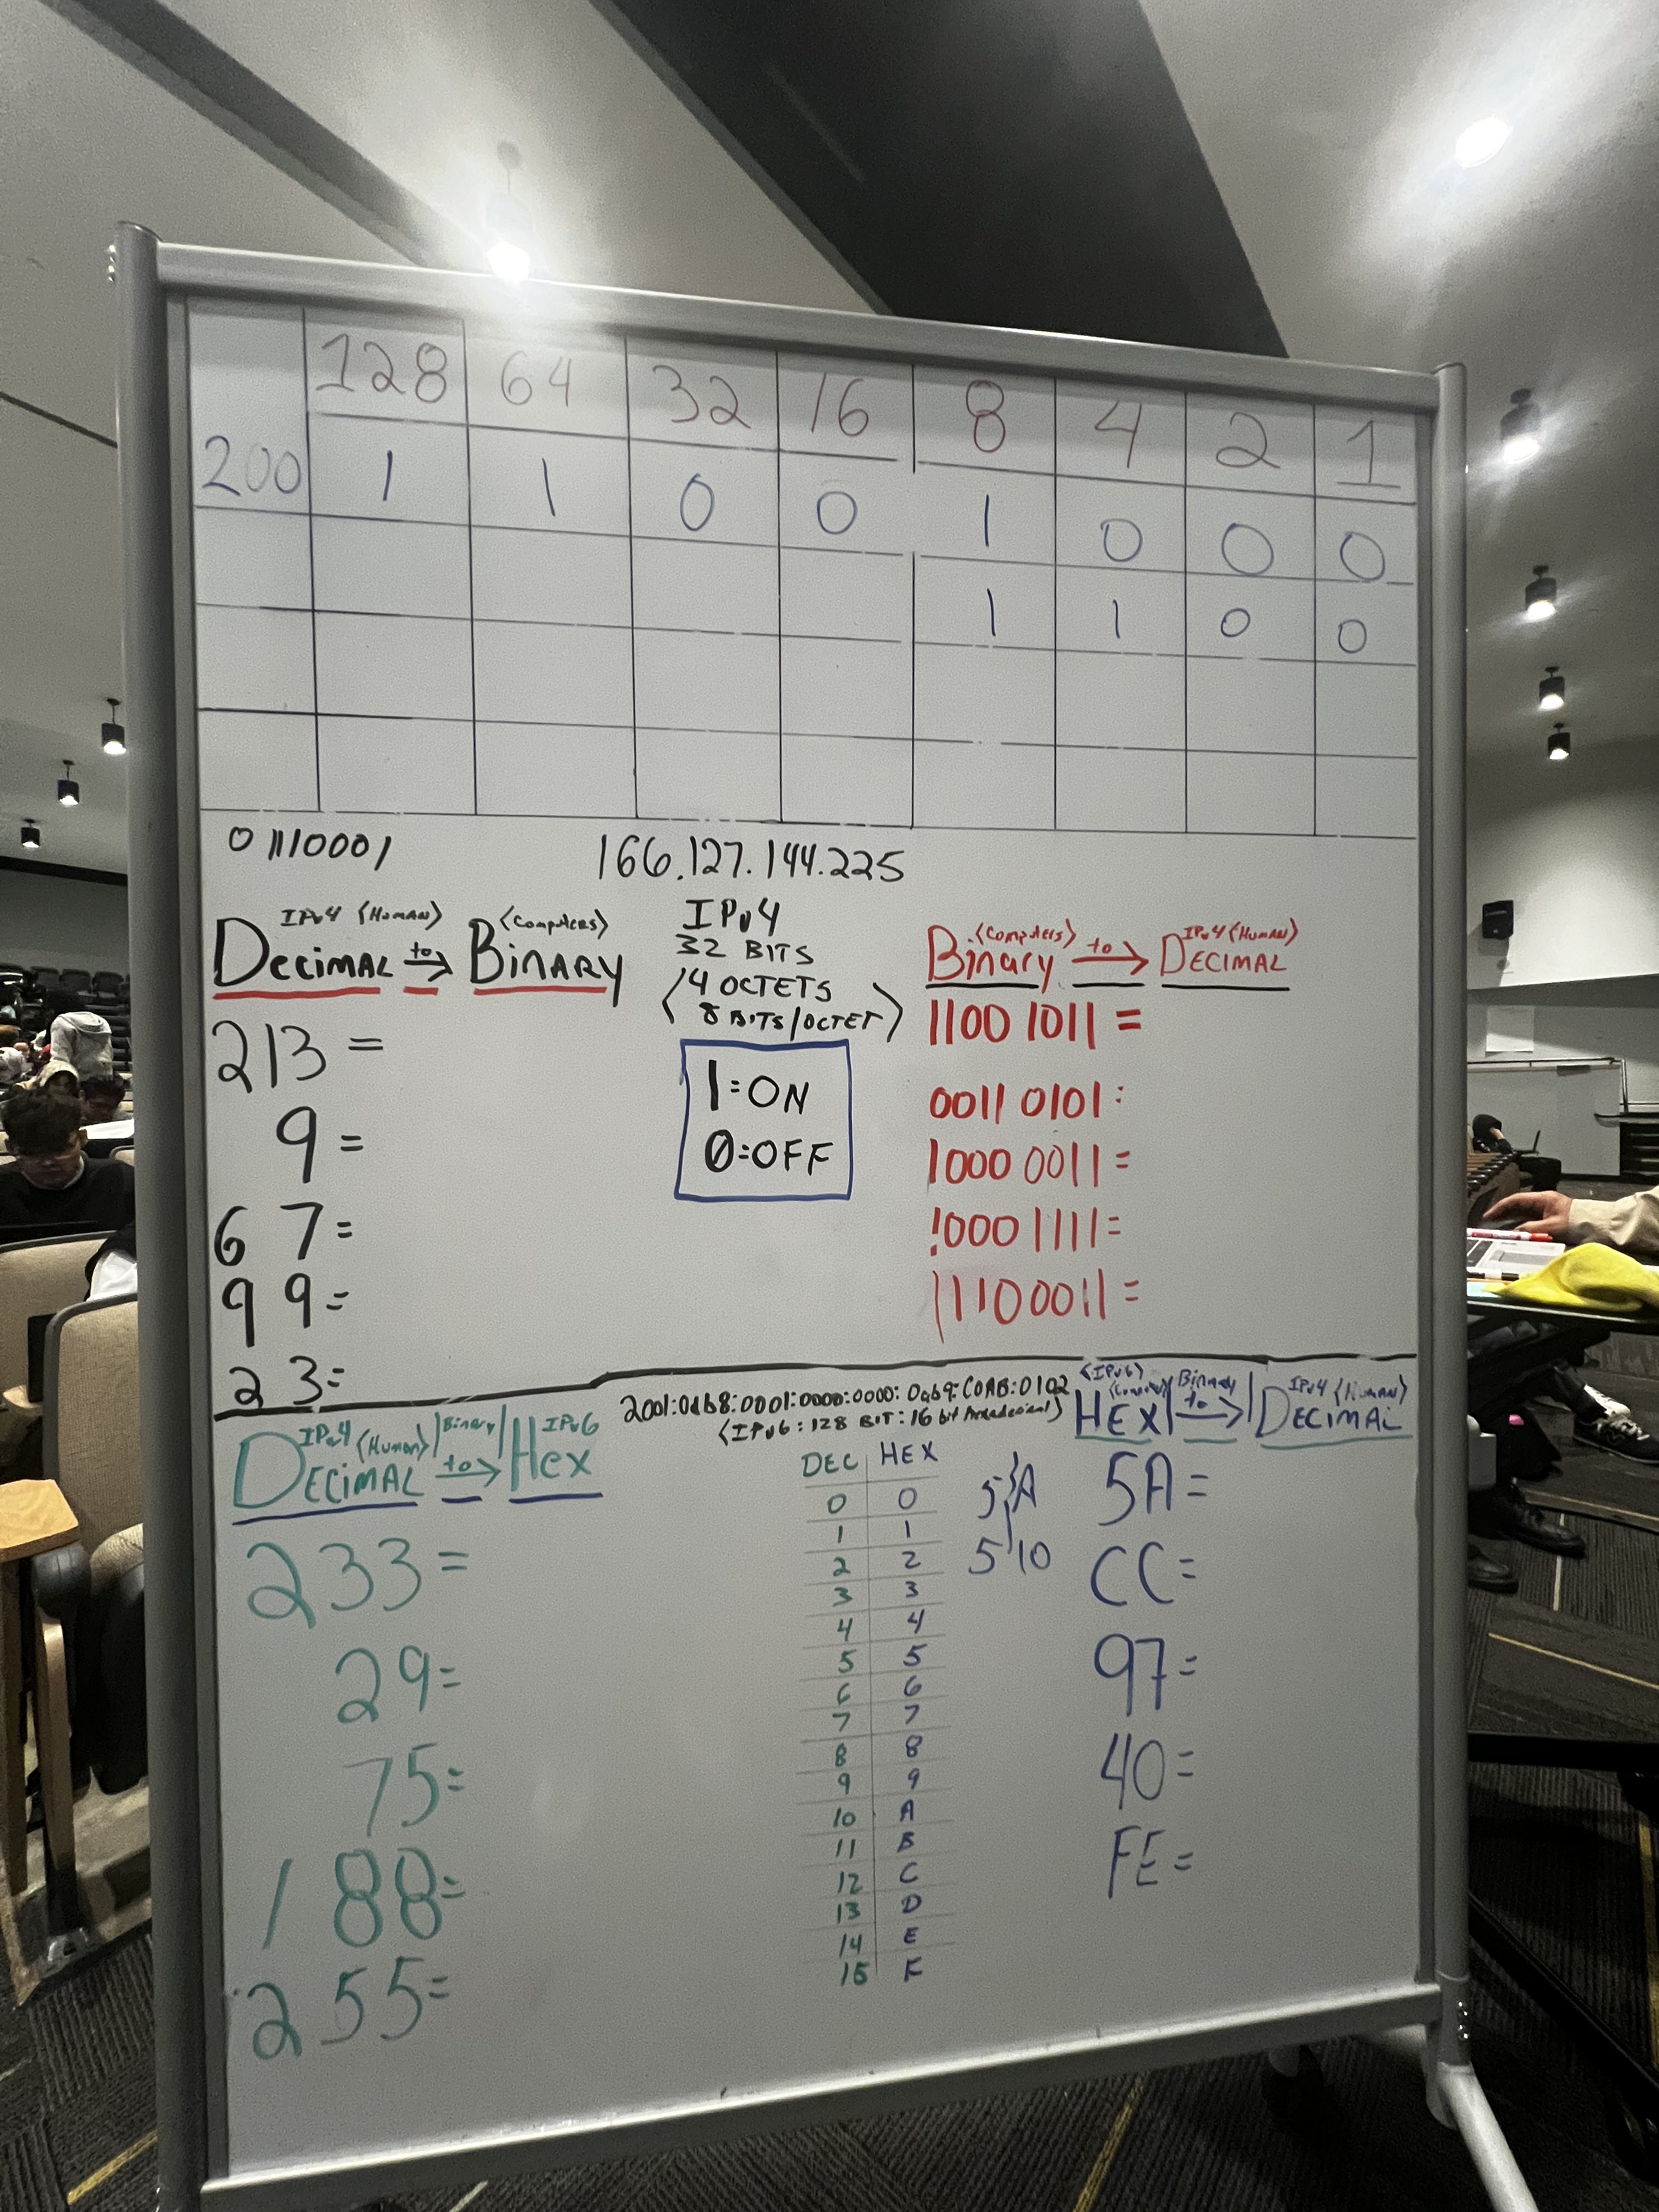 128 64 32 16 8 4 2 1
200 1 1 0 0 1 0 0 0
1 1 0 0
01110001
166.127.144.225
IPv4 <Human> <Computers>
Decimal to → Binary
213 =
9 =
67=
99=
23=
IPv4
32 BITS
4 OCTETS
8 BITS/OCTET
1=ON
0=OFF
<Computers> IPv4 <Human>
Binary to → DECIMAL
1100 1011 =
0011 0101:
1000 0011=
1000 1111=
11100011=
2001:0db8:0001:0000:0000:0ab9:C0A8:0102
<IPv6: 128 BIT: 16 bit
IPv4 <Human> |Binary| IPv6
DECIMAL to → Hex
233=
29=
75=
188=
255=
DEC HEX
0 0
1 1
2 2
3 3
4 4
5 5
6 6
7 7
8 8
9 9
10 A
11 B
12 C
13 D
14 E
15 F
5 A
5 10
<IPv6>
<Computer> Binary IPv4 <Human>
HEX to → DECIMAL
5A=
CC=
97=
40=
FE=